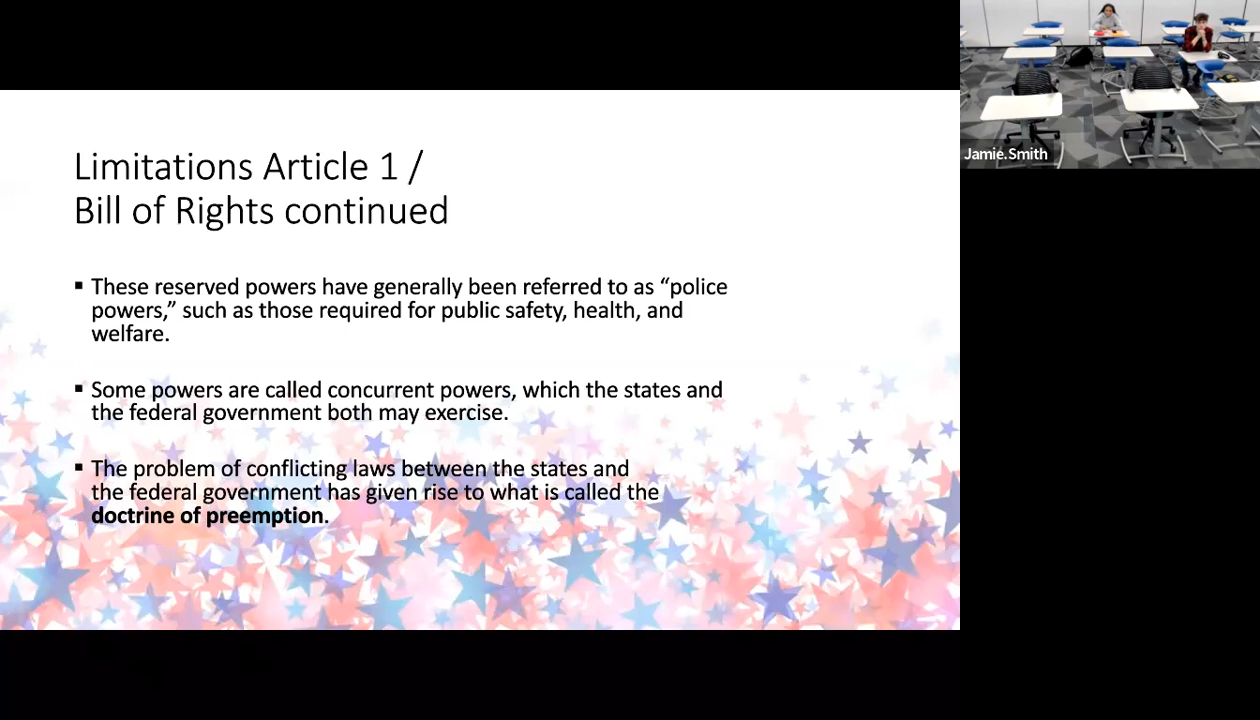 Limitations Article 1 /
Bill of Rights continued
▪ These reserved powers have generally been referred to as “police
powers,” such as those required for public safety, health, and
welfare.
▪ Some powers are called concurrent powers, which the states and
the federal government both may exercise.
▪ The problem of conflicting laws between the states and
the federal government has given rise to what is called the
doctrine of preemption.
Jamie.Smith